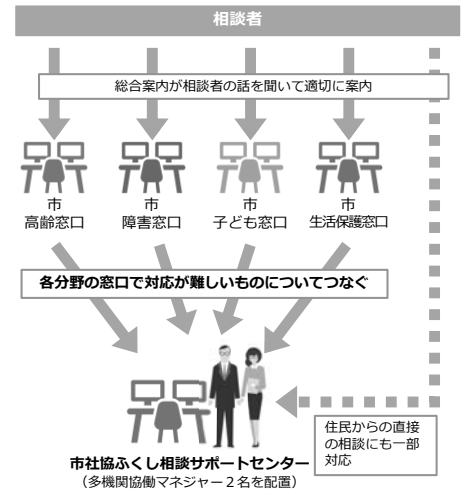 相談者
総合案内が相談者の話を聞いて適切に案内
市
高齢窓口
市
障害窓口
市
子ども窓口
市
生活保護窓口
各分野の窓口で対応が難しいものについてつなぐ
住民からの直接
の相談にも一部
対応
市社協ふくし相談サポートセンター
（多機関協働マネジャー２名を配置）